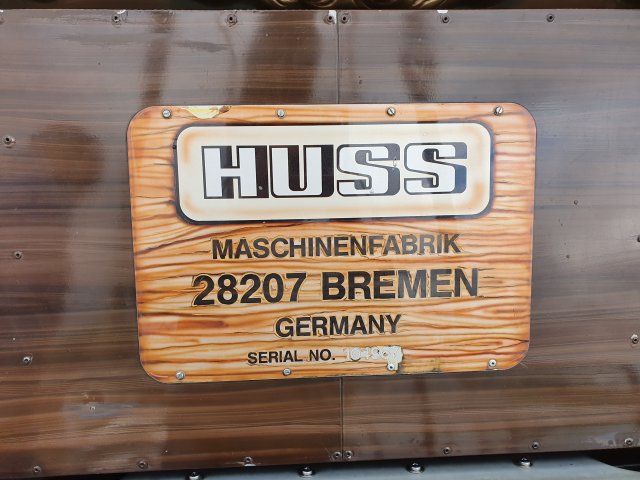 HUSS
MASCHINENFABRIK
28207 BREMEN
GERMANY
SERIAL NO.